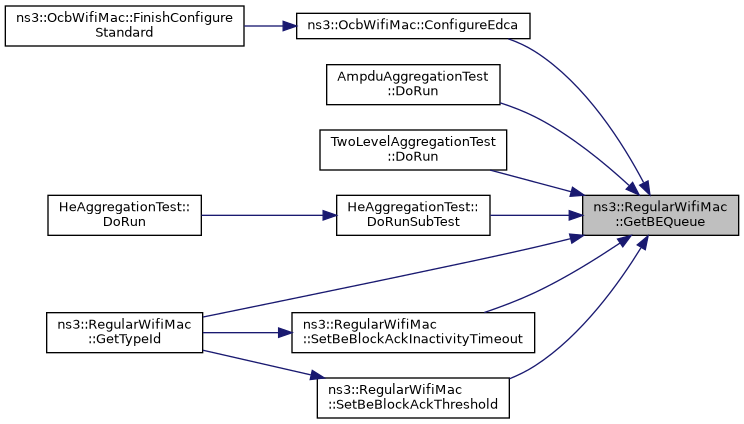 ns3::OcbWifiMac::FinishConfigure
Standard
ns3::OcbWifiMac::ConfigureEdca
AmpduAggregationTest
::DoRun
TwoLevelAggregationTest
::DoRun
HeAggregationTest::
DoRun
HeAggregationTest::
DoRunSubTest
ns3::RegularWifiMac
::GetBEQueue
ns3::RegularWifiMac
::GetTypeId
ns3::RegularWifiMac
::SetBeBlockAckInactivityTimeout
ns3::RegularWifiMac
::SetBeBlockAckThreshold